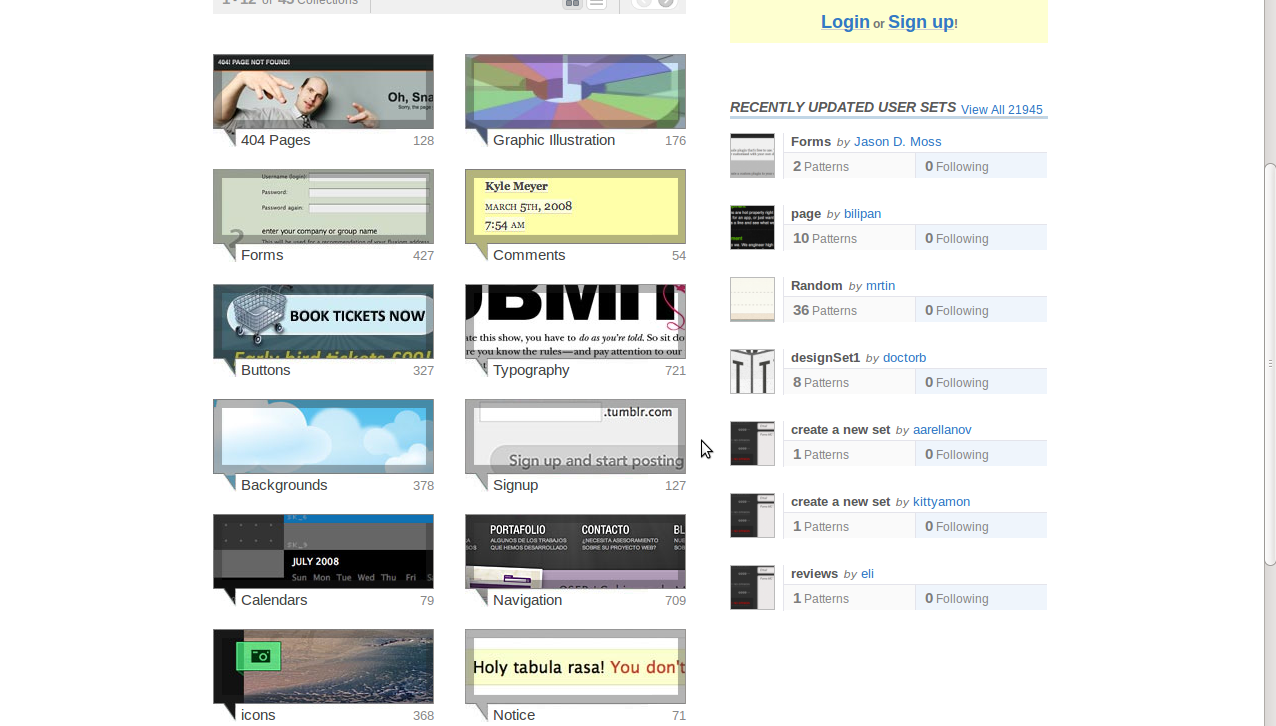 1 - 12 of 45 Collections
Login or Sign up!
404! PAGE NOT FOUND!
Oh, Sna
Sorry, the page
404 Pages 128
Graphic Illustration 176
Username (login):
Password:
Password again:
?
enter your company or group name
This will be used for a recommendation of your
Forms 427
Kyle Meyer
MARCH 5TH, 2008
7:54 AM
Comments 54
BOOK TICKETS NOW
Early bird tickets £99!
Buttons 327
UBMIT
ate this show, you have to do as you're told. So sit do
re you know the rules—and pay attention to our
Typography 721
Backgrounds 378
.tumblr.com
Sign up and start posting
Signup 127
JULY 2008
Sun Mon Tue Wed Thu Fri Sa
Calendars 79
PORTAFOLIO CONTACTO BL
ALGUNOS DE LOS TRABAJOS ¿NECESITA ASESORAMIENTO NUE
QUE HEMOS DESARROLLADO SOBRE SU PROYECTO WEB? SOB
Navigation 709
icons 368
Holy tabula rasa! You don't
Notice 71
RECENTLY UPDATED USER SETS View All 21945
Forms by Jason D. Moss
2 Patterns 0 Following
page by bilipan
10 Patterns 0 Following
Random by mrtin
36 Patterns 0 Following
designSet1 by doctorb
8 Patterns 0 Following
create a new set by aarellanov
1 Patterns 0 Following
create a new set by kittyamon
1 Patterns 0 Following
reviews by eli
1 Patterns 0 Following